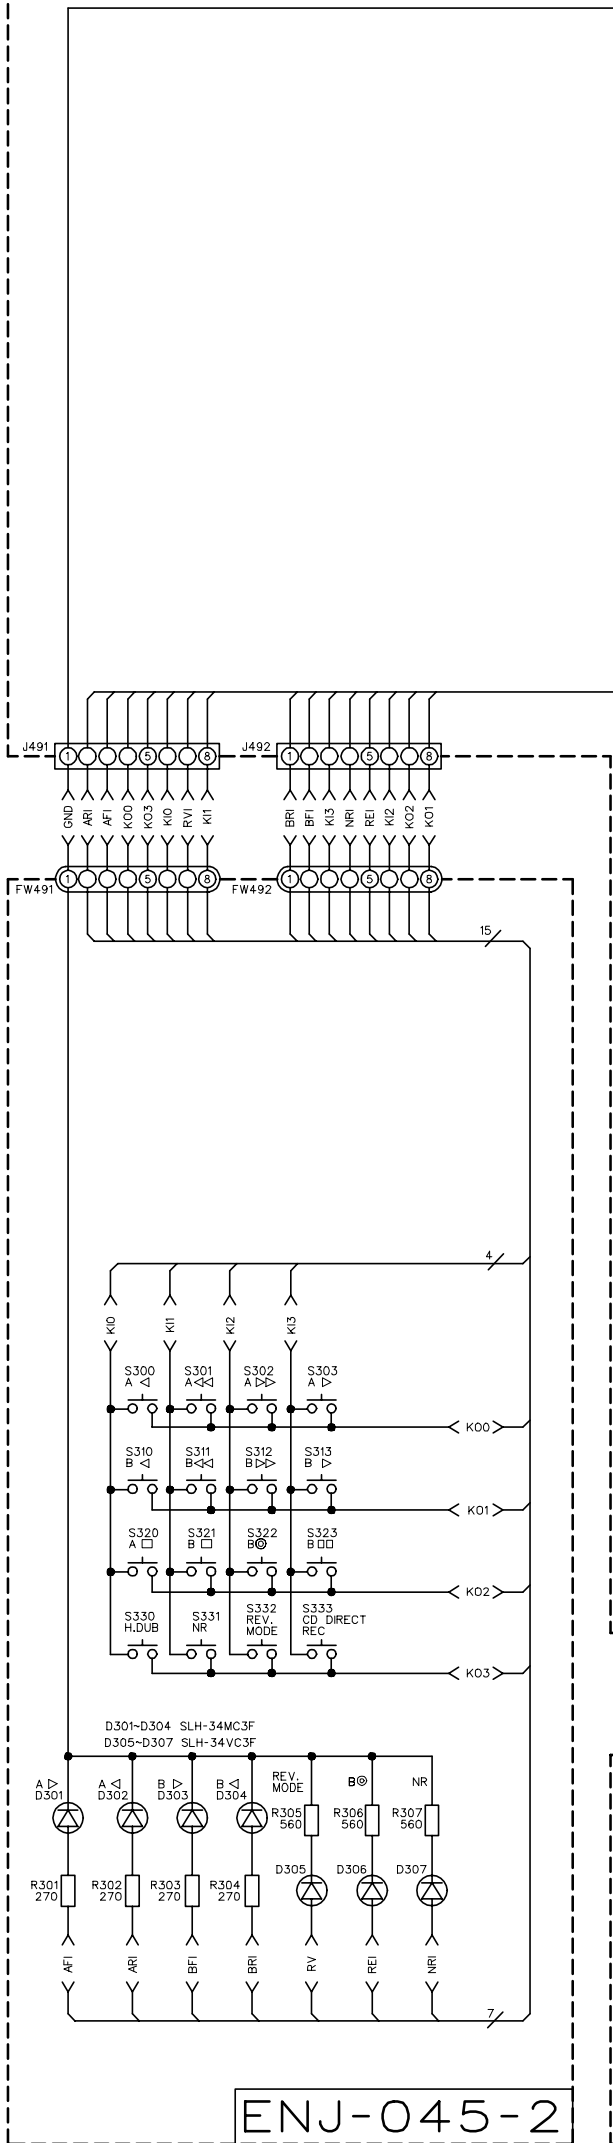 J491 1 5 8 J492 1 5 8
GND ARI AFI KO0 KO3 KI0 RVI KI1 BRI BFI KI3 NRI REI KI2 KO2 KO1
FW491 1 5 8 FW492 1 5 8
15
4
KI0 KI1 KI2 KI3
S300 S301 S302 S303
A ◁ A ◁◁ A ▷▷ A ▷
KO0
S310 S311 S312 S313
B ◁ B ◁◁ B ▷▷ B ▷
KO1
S320 S321 S322 S323
A □ B □ B◎ B □□
KO2
S330 S331 S332 S333
H.DUB NR REV. CD DIRECT
MODE REC
KO3
D301~D304 SLH-34MC3F
D305~D307 SLH-34VC3F
A ▷ A ◁ B ▷ B ◁ REV. B◎ NR
D301 D302 D303 D304 MODE
R305 R306 R307
560 560 560
R301 R302 R303 R304 D305 D306 D307
270 270 270 270
AFI ARI BFI BRI RV REI NRI
7
ENJ-045-2